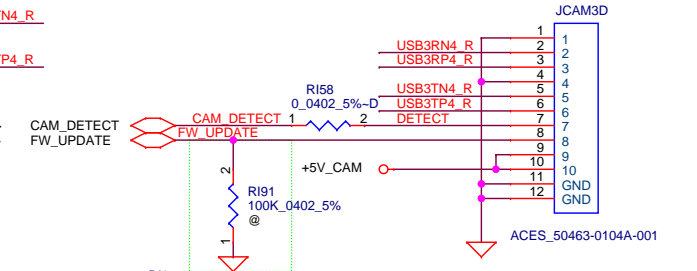 JCAM3D
TN4_R
TP4_R
USB3RN4_R
USB3RP4_R
USB3TN4_R
USB3TP4_R
DETECT
RI58
0_0402_5%~D
CAM_DETECT
CAM_DETECT 1 2
FW_UPDATE
FW_UPDATE
+5V_CAM
2
RI91
100K_0402_5%
@
1
1 1
2 2
3 3
4 4
5 5
6 6
7 7
8 8
9 9
10 10
11 GND
12 GND
ACES_50463-0104A-001